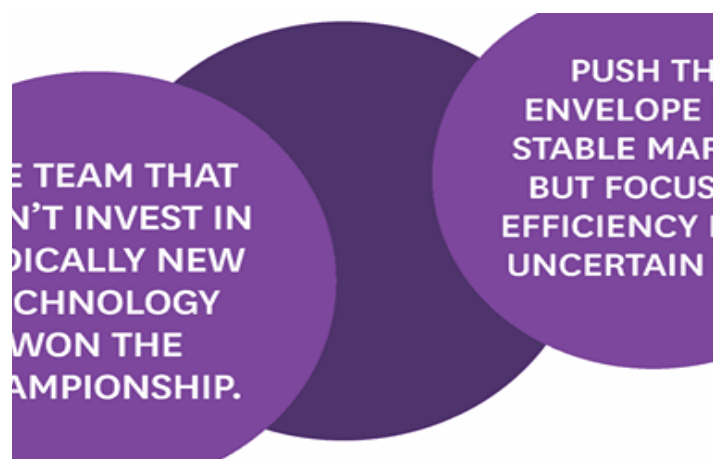 E TEAM THAT
N'T INVEST IN
DICALLY NEW
CHNOLOGY
WON THE
AMPIONSHIP.
PUSH TH
ENVELOPE
STABLE MAR
BUT FOCUS
EFFICIENCY
UNCERTAIN